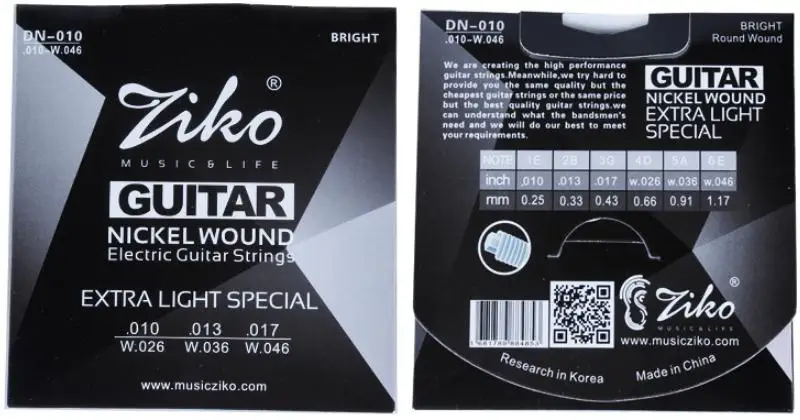 DN-010
.010-W.046
BRIGHT
Ziko®
MUSIC & LIFE
GUITAR
NICKEL WOUND
Electric Guitar Strings
EXTRA LIGHT SPECIAL
.010 .013 .017
W.026 W.036 W.046
www.musicziko.com
DN-010
.010-W.046
BRIGHT
Round Wound
We are creating the high performance
guitar strings.Meanwhile,we try hard to
provide you the same quality but the
cheapest guitar strings or the same price
but the best quality guitar strings.we
can understand what the bandsmen's
need and we will do our best to meet
your requirements.
GUITAR
NICKEL WOUND
EXTRA LIGHT
SPECIAL
NOTE 1E 2B 3G 4D 5A 6E
inch .010 .013 .017 w.026 w.036 w.046
mm 0.25 0.33 0.43 0.66 0.91 1.17
Ziko®
MUSIC & LIFE
www.musicziko.com
Research in Korea
Made in China